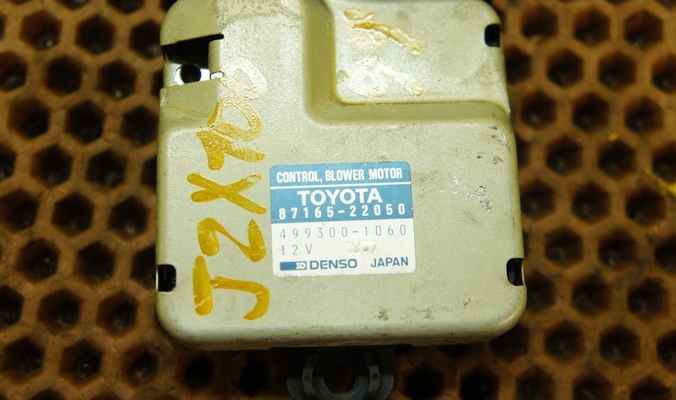 JZX100
CONTROL, BLOWER MOTOR
TOYOTA
87165-22050
499300-1060
12V
DENSO JAPAN